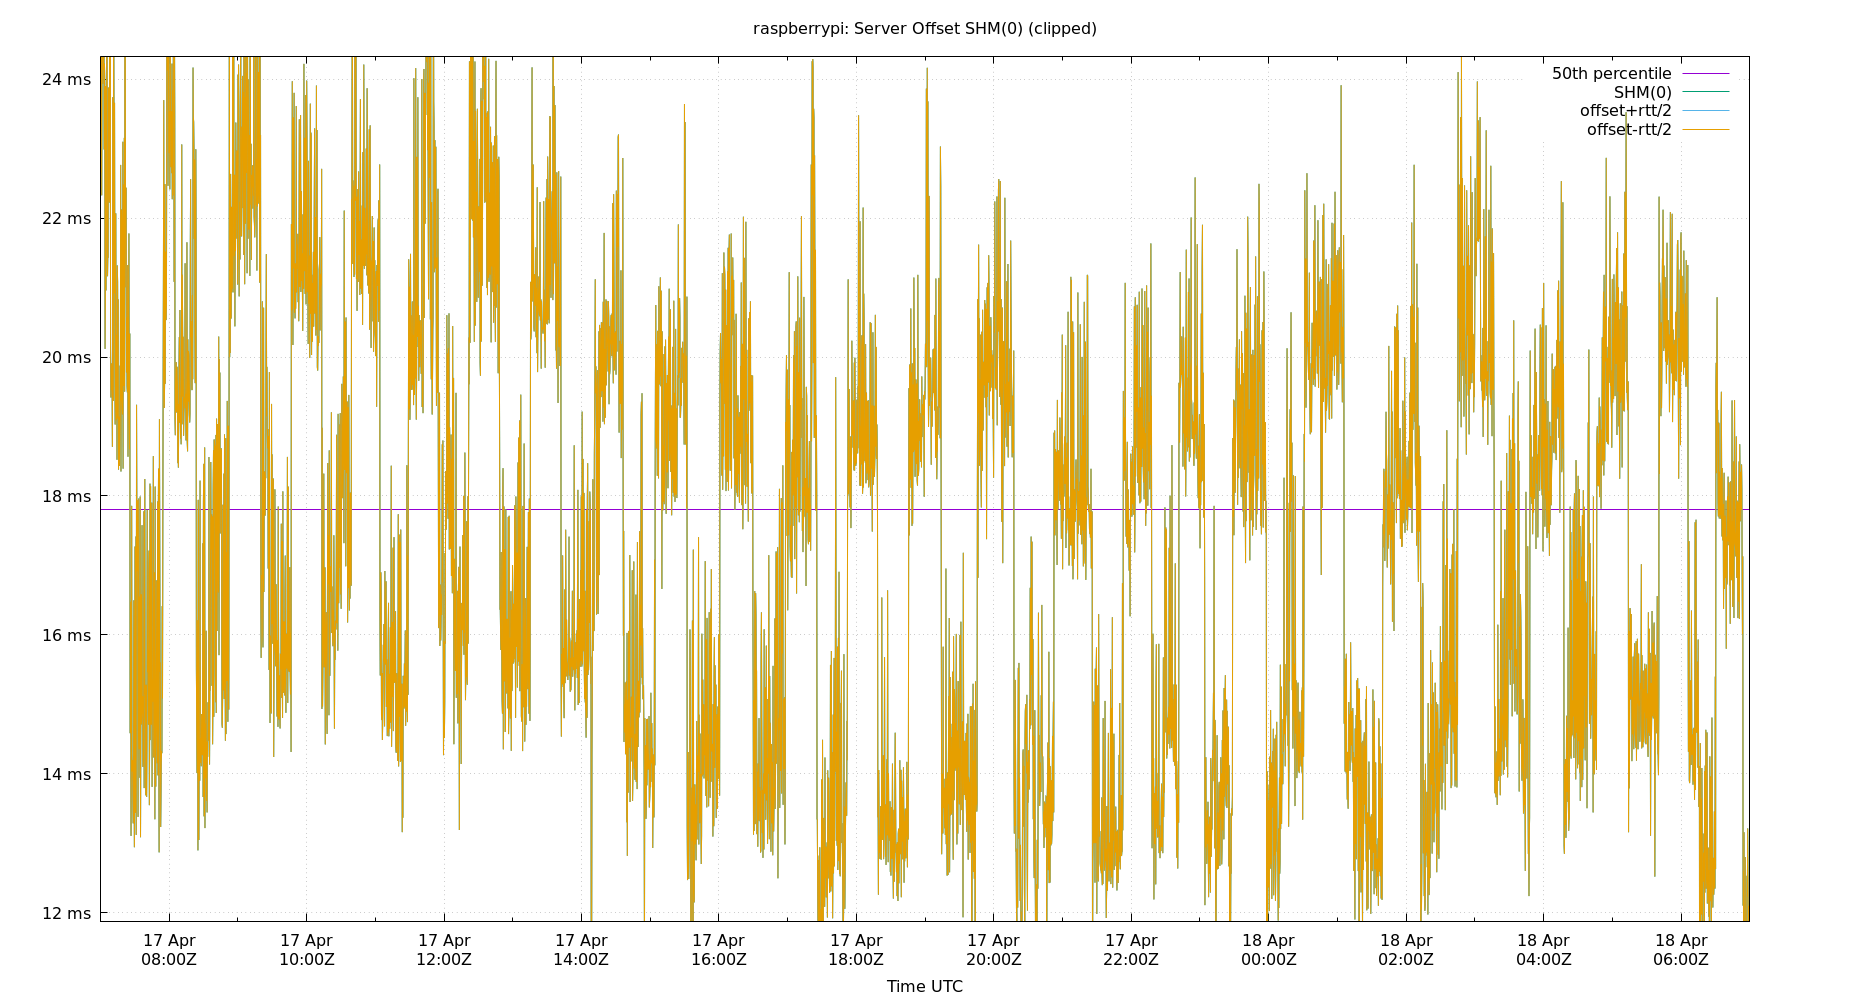 raspberrypi: Server Offset SHM(0) (clipped)
50th percentile
SHM(0)
offset+rtt/2
offset-rtt/2
24 ms
22 ms
20 ms
18 ms
16 ms
14 ms
12 ms
17 Apr 17 Apr 17 Apr 17 Apr 17 Apr 17 Apr 17 Apr 17 Apr 18 Apr 18 Apr 18 Apr 18 Apr
08:00Z 10:00Z 12:00Z 14:00Z 16:00Z 18:00Z 20:00Z 22:00Z 00:00Z 02:00Z 04:00Z 06:00Z
Time UTC